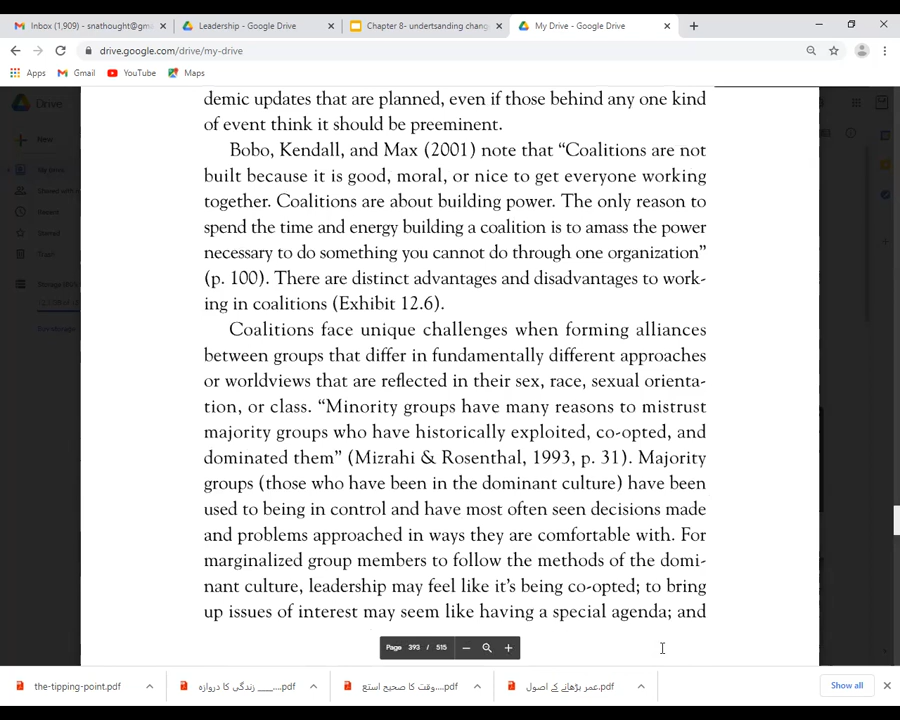 Inbox (1,909) - snathought@gm
Leadership - Google Drive
Chapter 8- undertsanding chang
My Drive - Google Drive
drive.google.com/drive/my-drive
Apps
Gmail
YouTube
Maps
Drive
New
demic updates that are planned, even if those behind any one kind
of event think it should be preeminent.
Bobo, Kendall, and Max (2001) note that “Coalitions are not
built because it is good, moral, or nice to get everyone working
together. Coalitions are about building power. The only reason to
spend the time and energy building a coalition is to amass the power
necessary to do something you cannot do through one organization”
(p. 100). There are distinct advantages and disadvantages to work-
ing in coalitions (Exhibit 12.6).
Coalitions face unique challenges when forming alliances
between groups that differ in fundamentally different approaches
or worldviews that are reflected in their sex, race, sexual orienta-
tion, or class. “Minority groups have many reasons to mistrust
majority groups who have historically exploited, co-opted, and
dominated them” (Mizrahi & Rosenthal, 1993, p. 31). Majority
groups (those who have been in the dominant culture) have been
used to being in control and have most often seen decisions made
and problems approached in ways they are comfortable with. For
marginalized group members to follow the methods of the domi-
nant culture, leadership may feel like it’s being co-opted; to bring
up issues of interest may seem like having a special agenda; and
Page 393 / 515
the-tipping-point.pdf
زندگی کا دروازه ___....pdf
وقت کا صحیح استع....pdf
عمر بڑھانے کے اصول.pdf
Show all